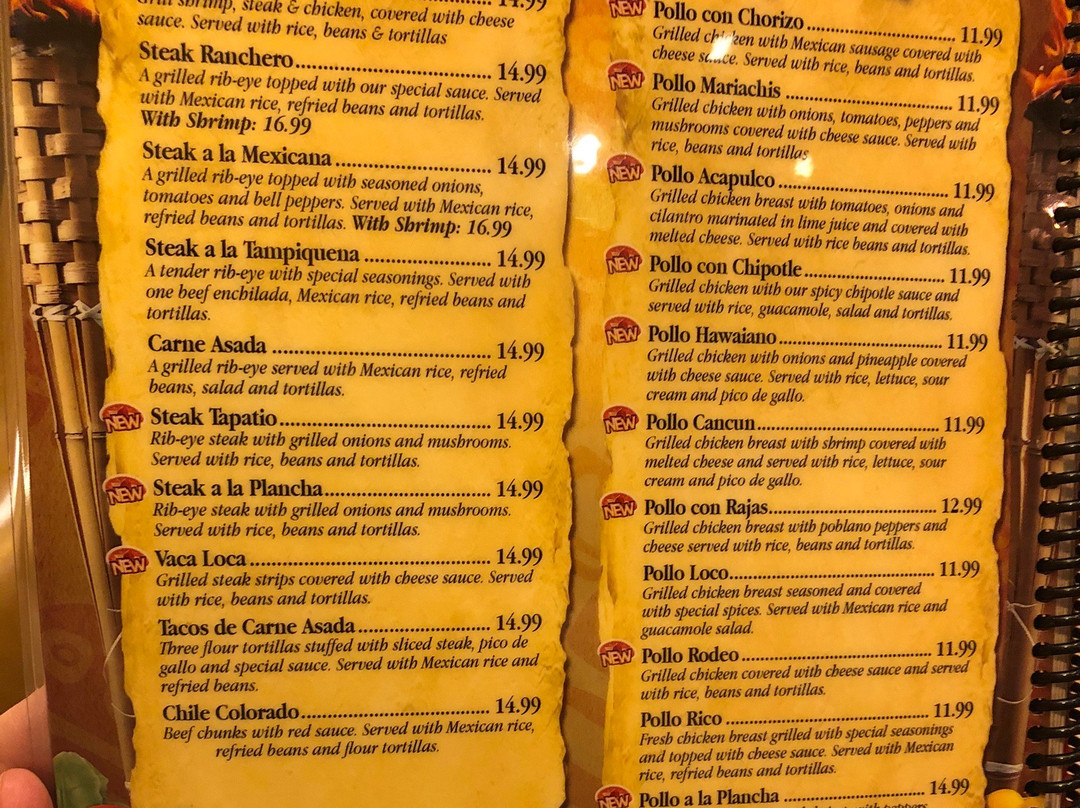 14.99
Grill shrimp, steak & chicken, covered with cheese
sauce. Served with rice, beans & tortillas
Steak Ranchero 14.99
A grilled rib-eye topped with our special sauce. Served
with Mexican rice, refried beans and tortillas.
With Shrimp: 16.99
Steak a la Mexicana 14.99
A grilled rib-eye topped with seasoned onions,
tomatoes and bell peppers. Served with Mexican rice,
refried beans and tortillas. With Shrimp: 16.99
Steak a la Tampiquena 14.99
A tender rib-eye with special seasonings. Served with
one beef enchilada, Mexican rice, refried beans and
tortillas.
Carne Asada 14.99
A grilled rib-eye served with Mexican rice, refried
beans, salad and tortillas.
NEW Steak Tapatio 14.99
Rib-eye steak with grilled onions and mushrooms.
Served with rice, beans and tortillas.
NEW Steak a la Plancha 14.99
Rib-eye steak with grilled onions and mushrooms.
Served with rice, beans and tortillas.
NEW Vaca Loca 14.99
Grilled steak strips covered with cheese sauce. Served
with rice, beans and tortillas.
Tacos de Carne Asada 14.99
Three flour tortillas stuffed with sliced steak, pico de
gallo and special sauce. Served with Mexican rice and
refried beans.
Chile Colorado 14.99
Beef chunks with red sauce. Served with Mexican rice,
refried beans and flour tortillas.
NEW Pollo con Chorizo 11.99
Grilled chicken with Mexican sausage covered with
cheese sauce. Served with rice, beans and tortillas.
NEW Pollo Mariachis 11.99
Grilled chicken with onions, tomatoes, peppers and
mushrooms covered with cheese sauce. Served with
rice, beans and tortillas
NEW Pollo Acapulco 11.99
Grilled chicken breast with tomatoes, onions and
cilantro marinated in lime juice and covered with
melted cheese. Served with rice beans and tortillas.
NEW Pollo con Chipotle 11.99
Grilled chicken with our spicy chipotle sauce and
served with rice, guacamole, salad and tortillas.
NEW Pollo Hawaiano 11.99
Grilled chicken with onions and pineapple covered
with cheese sauce. Served with rice, lettuce, sour
cream and pico de gallo.
NEW Pollo Cancun 11.99
Grilled chicken breast with shrimp covered with
melted cheese and served with rice, lettuce, sour
cream and pico de gallo.
NEW Pollo con Rajas 12.99
Grilled chicken breast with poblano peppers and
cheese served with rice, beans and tortillas.
Pollo Loco 11.99
Grilled chicken breast seasoned and covered
with special spices. Served with Mexican rice and
guacamole salad.
NEW Pollo Rodeo 11.99
Grilled chicken covered with cheese sauce and served
with rice, beans and tortillas.
Pollo Rico 11.99
Fresh chicken breast grilled with special seasonings
and topped with cheese sauce. Served with Mexican
rice, refried beans and tortillas.
NEW Pollo a la Plancha 14.99